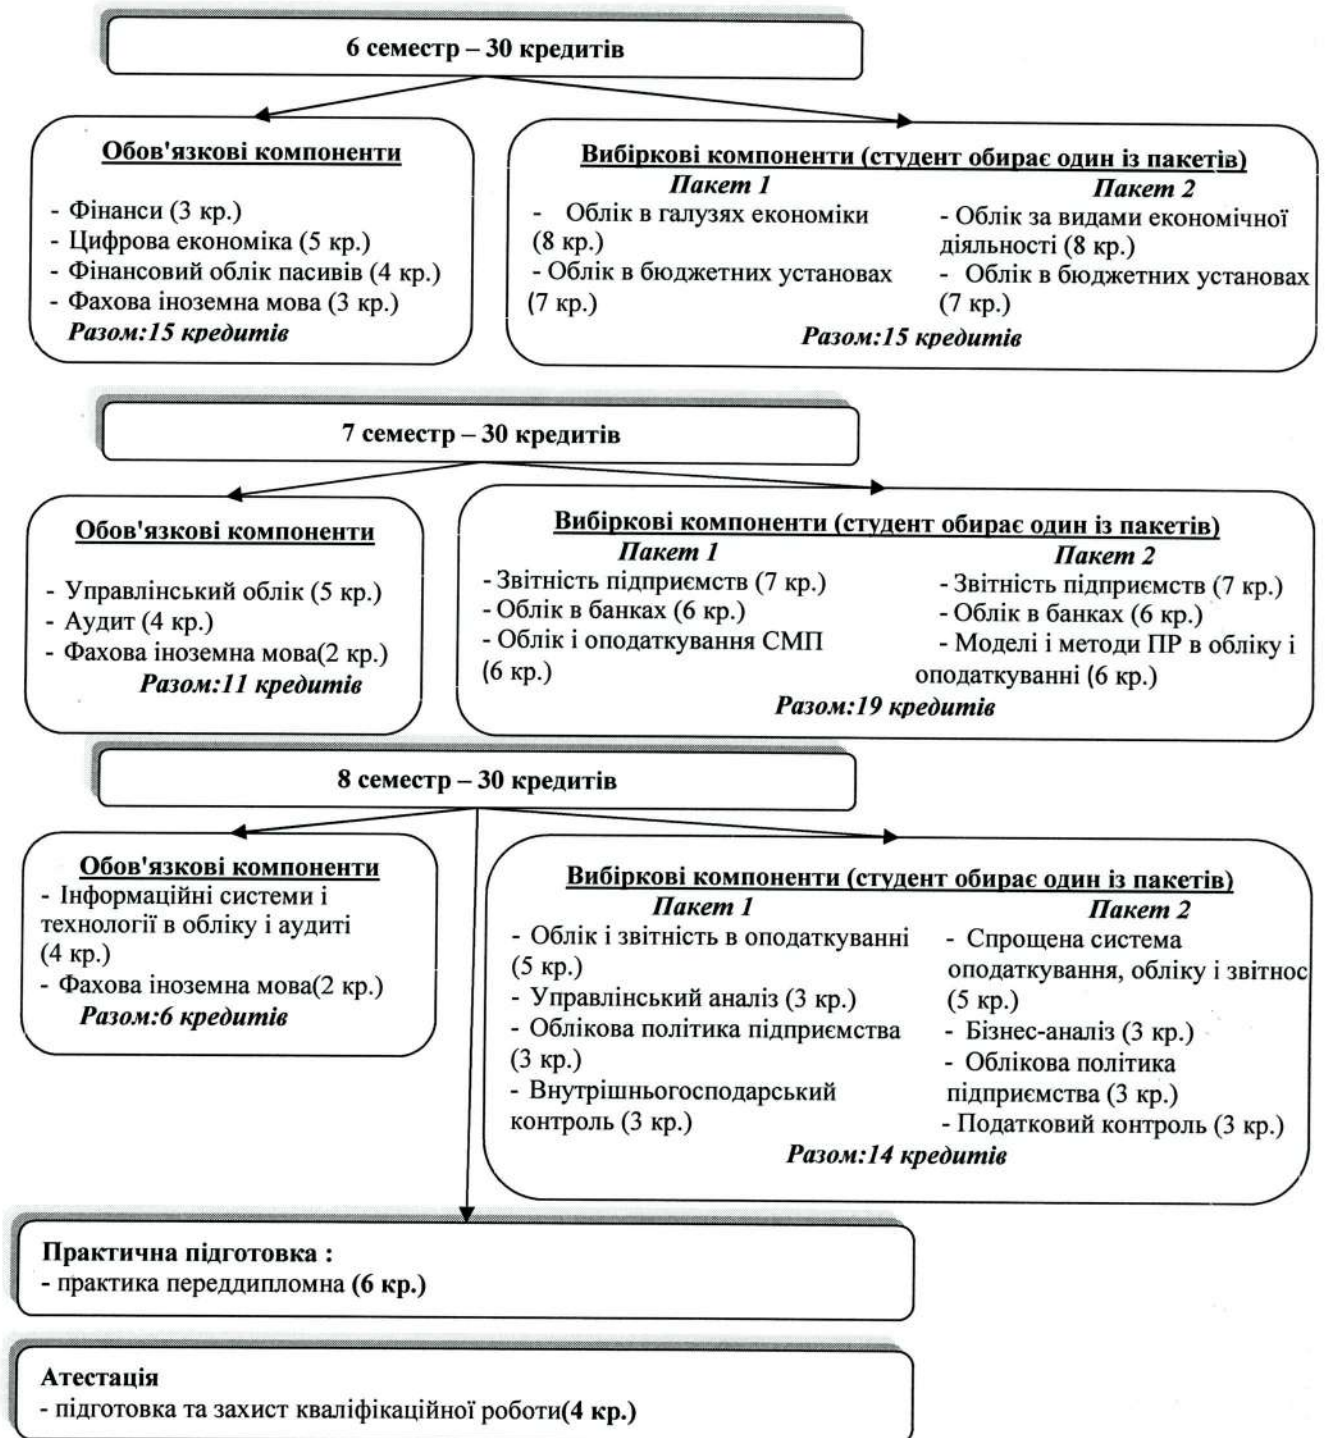 6 семестр – 30 кредитів
Обов'язкові компоненти
- Фінанси (3 кр.)
- Цифрова економіка (5 кр.)
- Фінансовий облік пасивів (4 кр.)
- Фахова іноземна мова (3 кр.)
Разом:15 кредитів
Вибіркові компоненти (студент обирає один із пакетів)
Пакет 1
- Облік в галузях економіки
(8 кр.)
- Облік в бюджетних установах
(7 кр.)
Пакет 2
- Облік за видами економічної
діяльності (8 кр.)
- Облік в бюджетних установах
(7 кр.)
Разом:15 кредитів
7 семестр – 30 кредитів
Обов'язкові компоненти
- Управлінський облік (5 кр.)
- Аудит (4 кр.)
- Фахова іноземна мова(2 кр.)
Разом:11 кредитів
Вибіркові компоненти (студент обирає один із пакетів)
Пакет 1
- Звітність підприємств (7 кр.)
- Облік в банках (6 кр.)
- Облік і оподаткування СМП
(6 кр.)
Пакет 2
- Звітність підприємств (7 кр.)
- Облік в банках (6 кр.)
- Моделі і методи ПР в обліку і
оподаткуванні (6 кр.)
Разом:19 кредитів
8 семестр – 30 кредитів
Обов'язкові компоненти
- Інформаційні системи і
технології в обліку і аудиті
(4 кр.)
- Фахова іноземна мова(2 кр.)
Разом:6 кредитів
Вибіркові компоненти (студент обирає один із пакетів)
Пакет 1
- Облік і звітність в оподаткуванні
(5 кр.)
- Управлінський аналіз (3 кр.)
- Облікова політика підприємства
(3 кр.)
- Внутрішньогосподарський
контроль (3 кр.)
Пакет 2
- Спрощена система
оподаткування, обліку і звітнос
(5 кр.)
- Бізнес-аналіз (3 кр.)
- Облікова політика
підприємства (3 кр.)
- Податковий контроль (3 кр.)
Разом:14 кредитів
Практична підготовка :
- практика переддипломна (6 кр.)
Атестація
- підготовка та захист кваліфікаційної роботи(4 кр.)